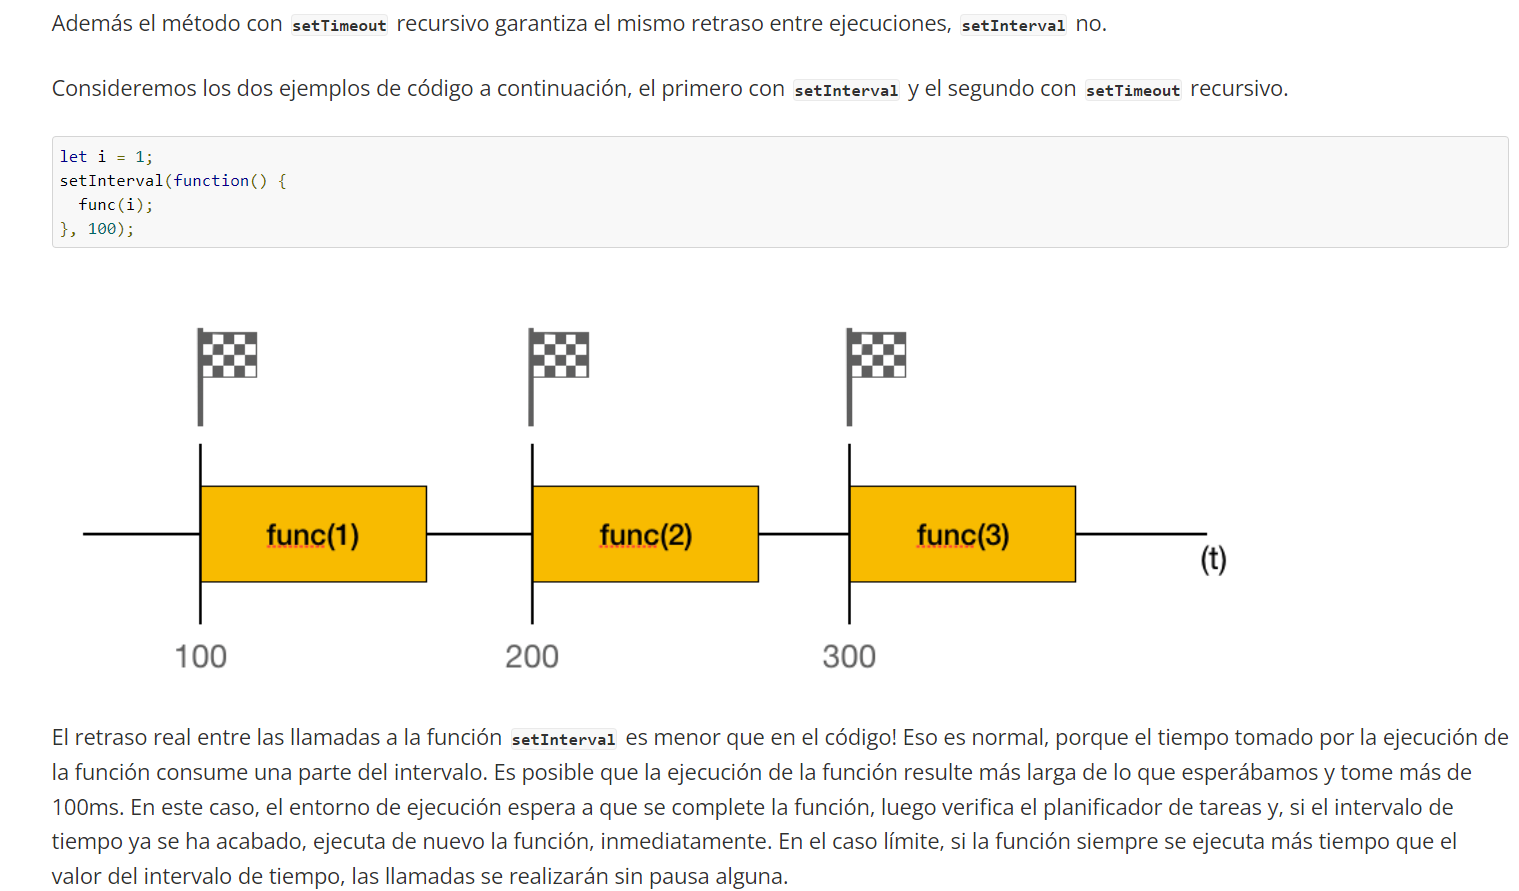 Además el método con setTimeout recursivo garantiza el mismo retraso entre ejecuciones, setInterval no.
Consideremos los dos ejemplos de código a continuación, el primero con setInterval y el segundo con setTimeout recursivo.
let i = 1;
setInterval(function() {
  func(i);
}, 100);
func(1) func(2) func(3)
(t)
100 200 300
El retraso real entre las llamadas a la función setInterval es menor que en el código! Eso es normal, porque el tiempo tomado por la ejecución de
la función consume una parte del intervalo. Es posible que la ejecución de la función resulte más larga de lo que esperábamos y tome más de
100ms. En este caso, el entorno de ejecución espera a que se complete la función, luego verifica el planificador de tareas y, si el intervalo de
tiempo ya se ha acabado, ejecuta de nuevo la función, inmediatamente. En el caso límite, si la función siempre se ejecuta más tiempo que el
valor del intervalo de tiempo, las llamadas se realizarán sin pausa alguna.